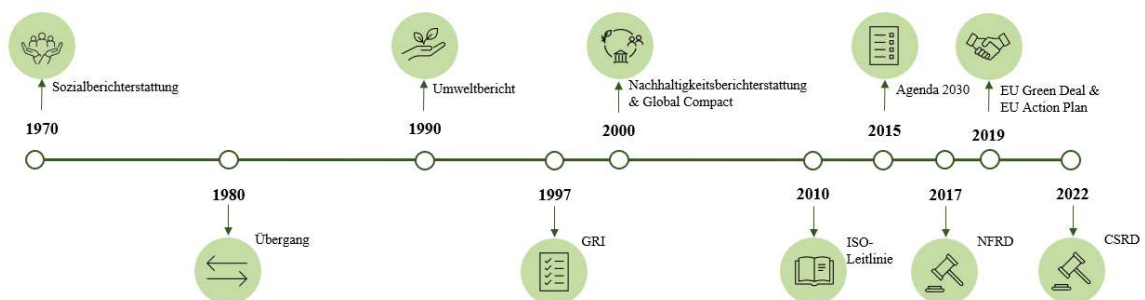 Sozialberichterstattung
1970
Umweltbericht
1990
Nachhaltigkeitsberichterstattung
& Global Compact
2000
Agenda 2030
2015
EU Green Deal &
EU Action Plan
2019
1980
Übergang
1997
GRI
2010
ISO-
Leitlinie
2017
NFRD
2022
CSRD